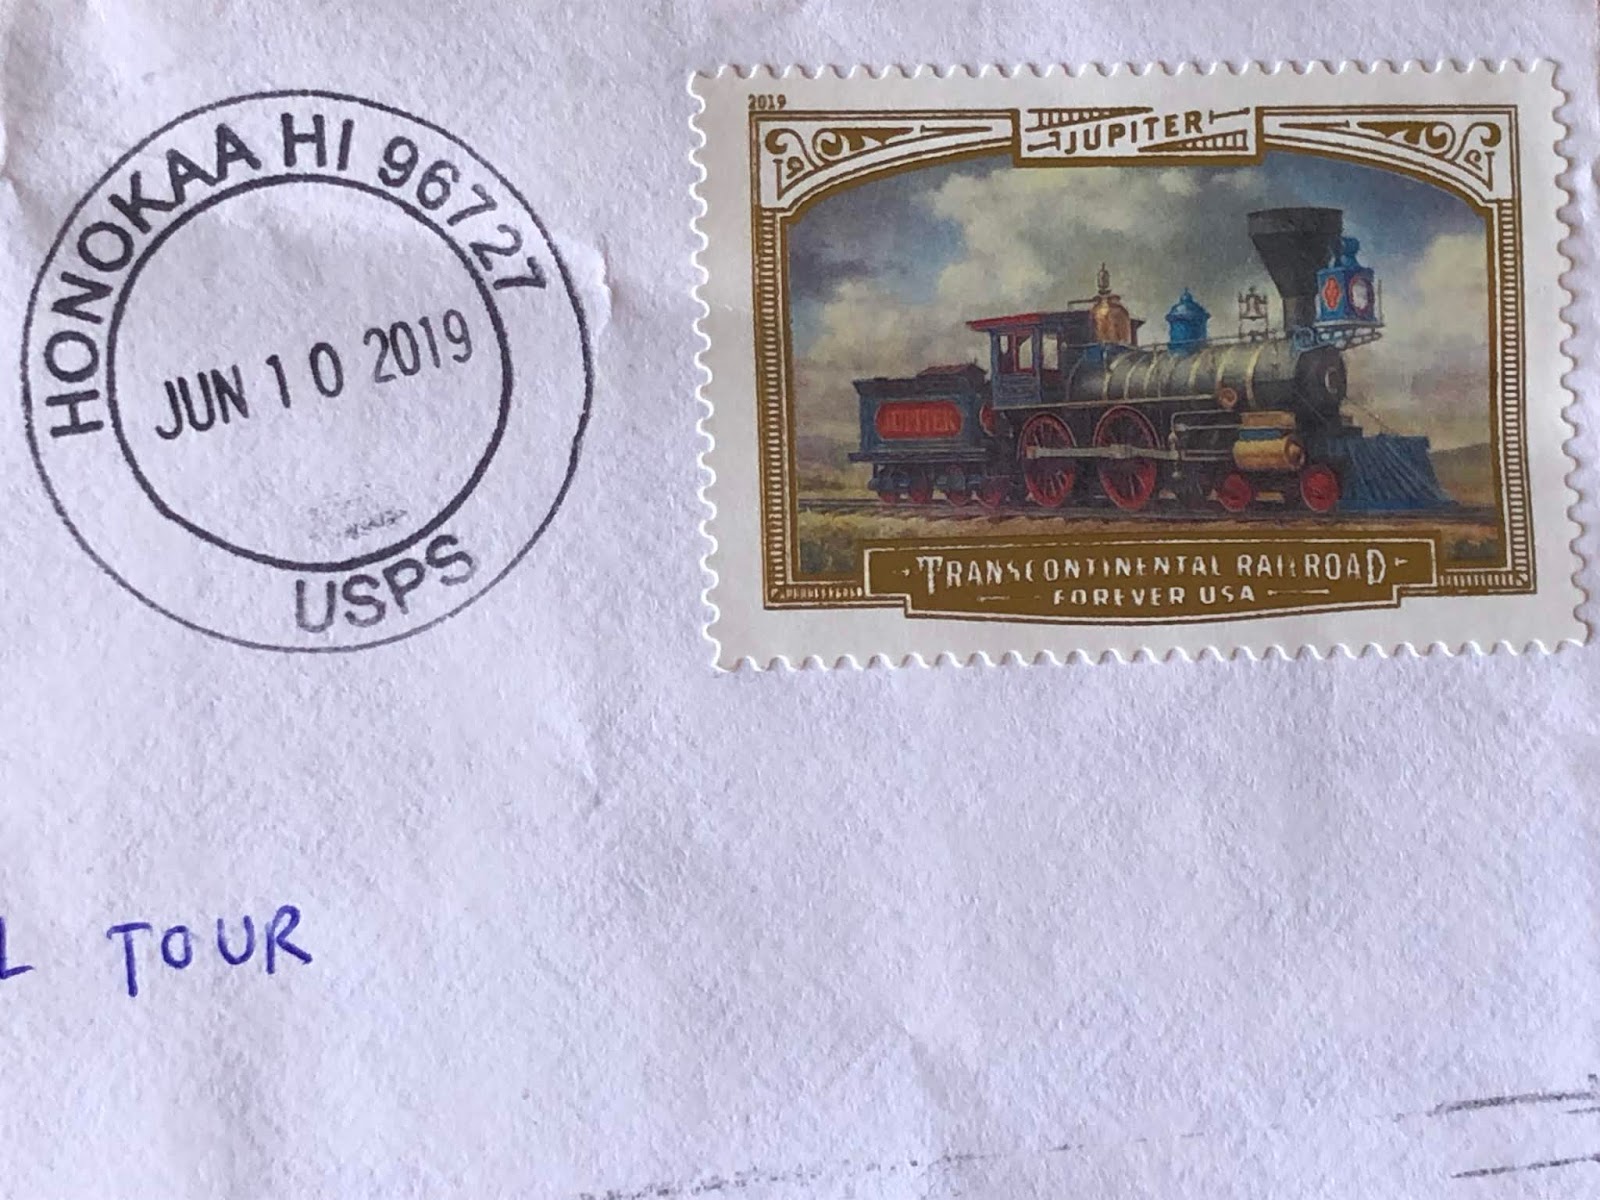 HONOKAA HI 96727
JUN 10 2019
USPS
2019
JUPITER
JUPITER
TRANSCONTINENTAL RAILROAD
FOREVER USA
L TOUR